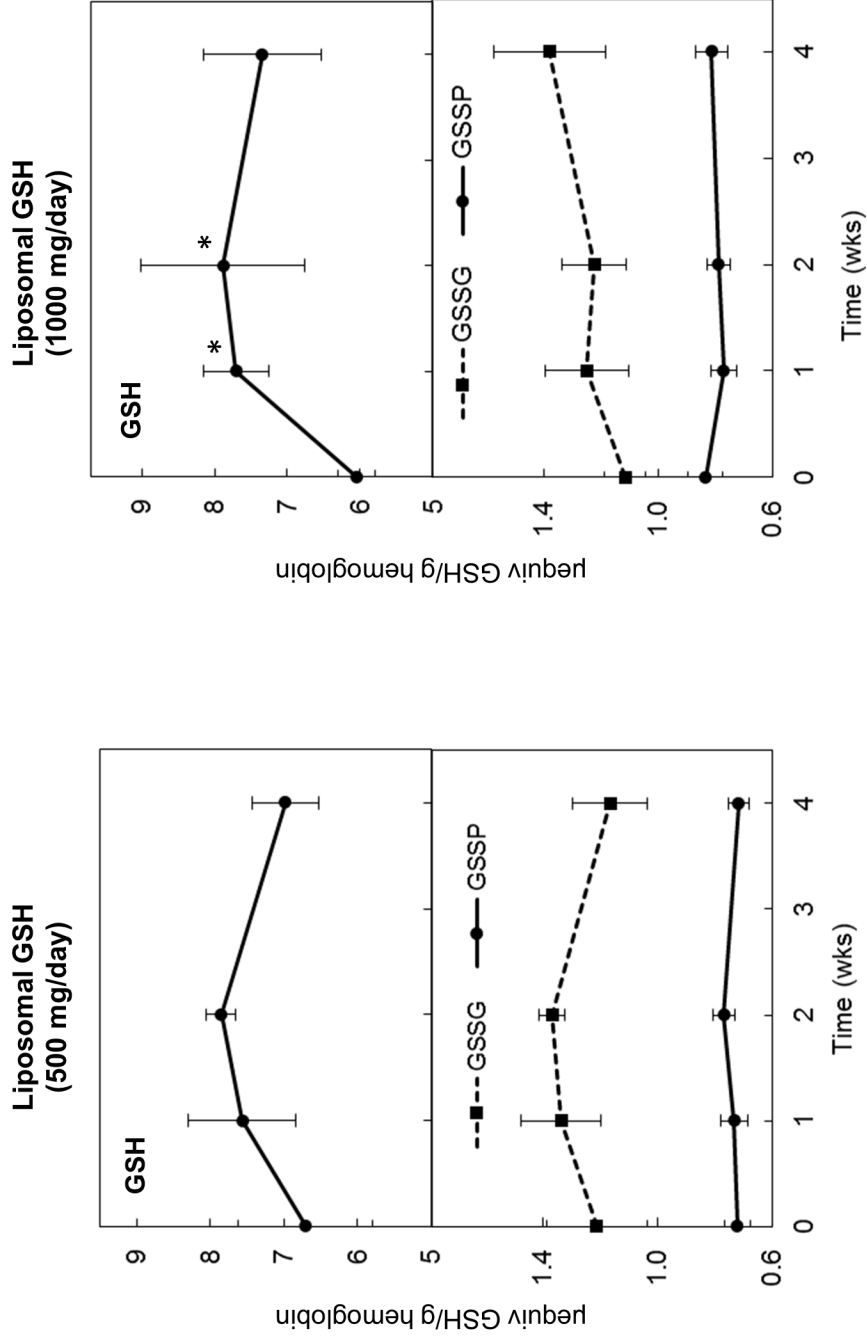 Liposomal GSH
(500 mg/day)
GSH
9
8
7
6
5
µequiv GSH/g hemoglobin
GSSG
GSSP
1.4
1.0
0.6
µequiv GSH/g hemoglobin
0
1
2
3
4
Time (wks)
Liposomal GSH
(1000 mg/day)
GSH
*
*
9
8
7
6
5
µequiv GSH/g hemoglobin
GSSG
GSSP
1.4
1.0
0.6
0
1
2
3
4
Time (wks)